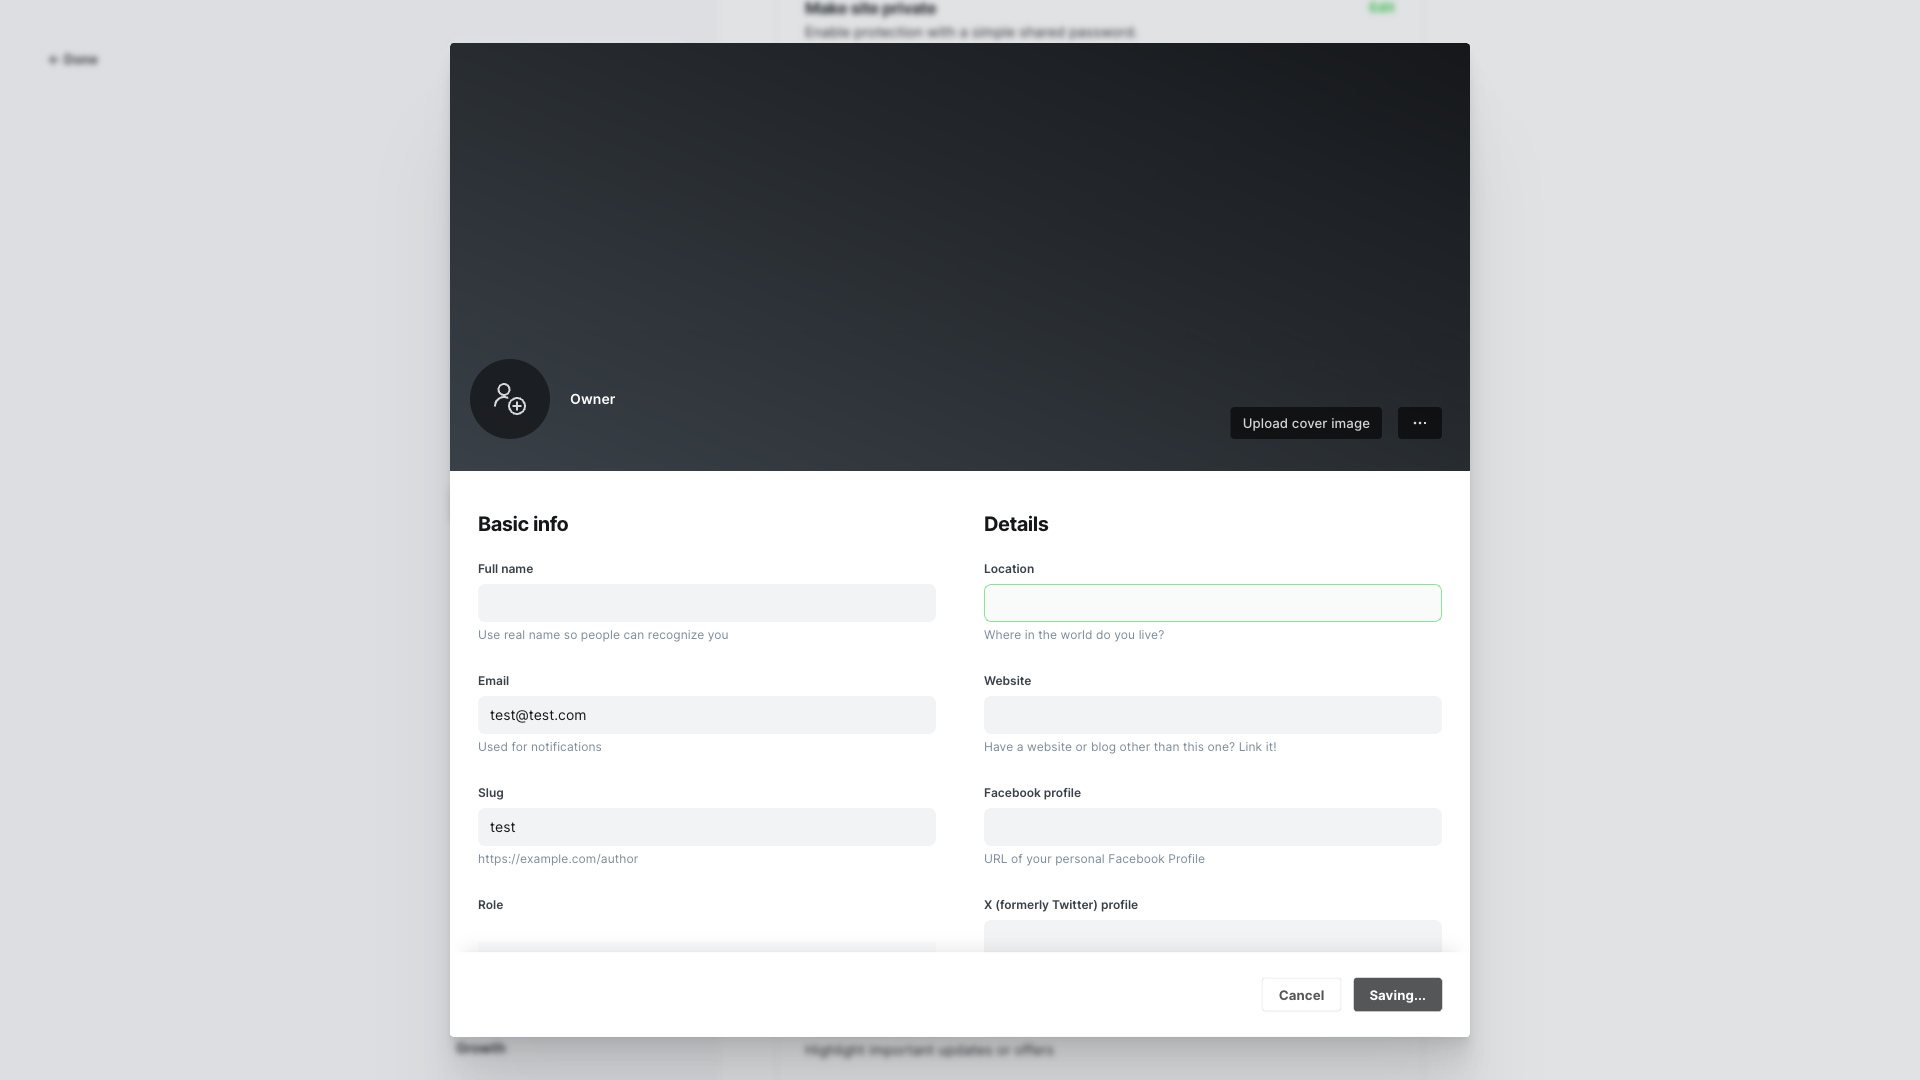 Make site private
Edit
Enable protection with a simple shared password.
← Done
Owner
Upload cover image
Basic info
Full name
Use real name so people can recognize you
Email
test@test.com
Used for notifications
Slug
test
https://example.com/author
Role
Details
Location
Where in the world do you live?
Website
Have a website or blog other than this one? Link it!
Facebook profile
URL of your personal Facebook Profile
X (formerly Twitter) profile
Cancel
Saving...
Growth
Highlight important updates or offers